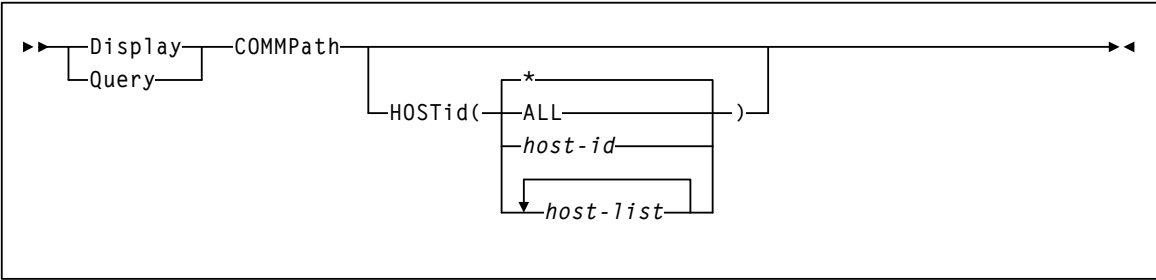 Display COMMPath
Query *
HOSTid( ALL )
host-id
host-list